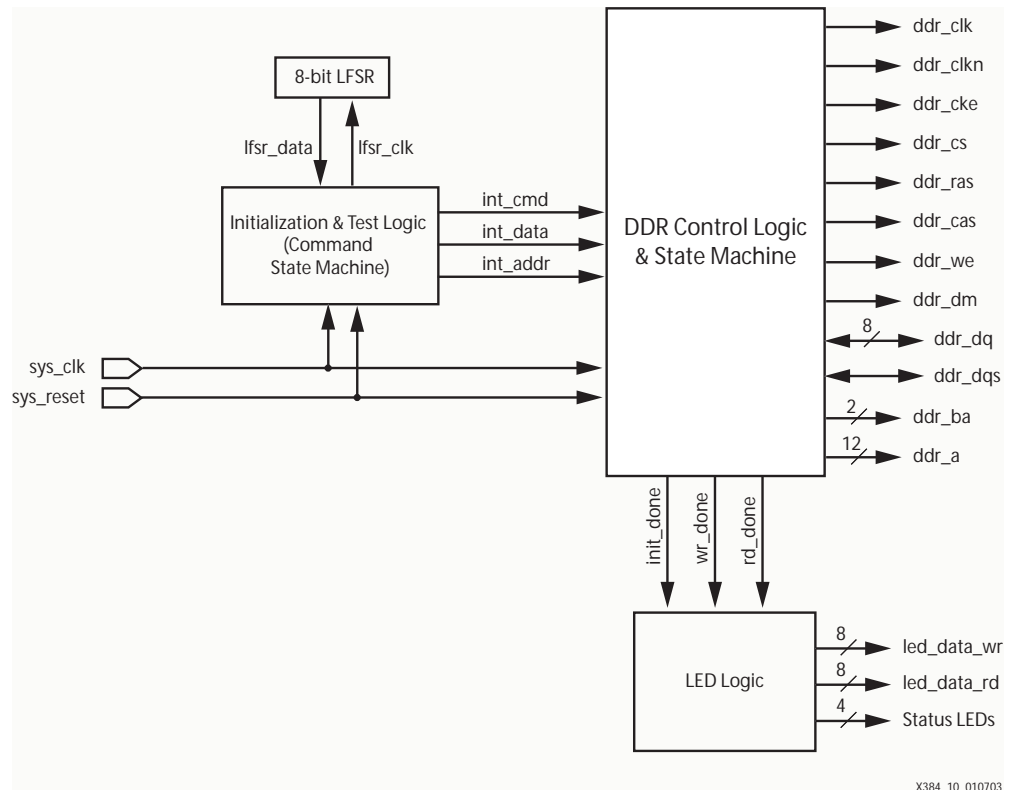 ddr_clk
ddr_clkn
8-bit LFSR
ddr_cke
lfsr_data
lfsr_clk
ddr_cs
ddr_ras
int_cmd
Initialization & Test Logic
(Command
State Machine)
int_data
int_addr
DDR Control Logic
& State Machine
ddr_cas
ddr_we
ddr_dm
8
ddr_dq
sys_clk
ddr_dqs
sys_reset
2
ddr_ba
12
ddr_a
init_done
wr_done
rd_done
8
led_data_wr
LED Logic
8
led_data_rd
4
Status LEDs
X384_10_010703